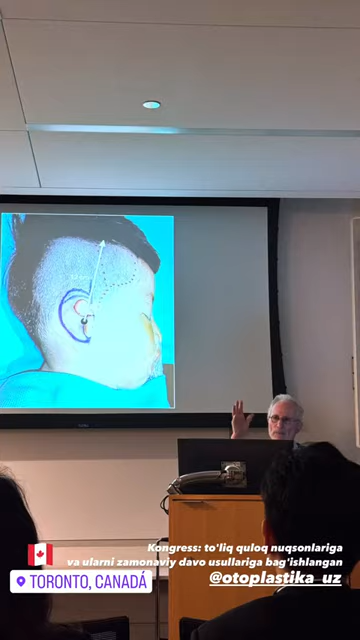 Kongress: to'liq quloq nuqsonlariga
va ularni zamonaviy davo usullariga bag'ishlangan
TORONTO, CANADÁ
@otoplastika_uz